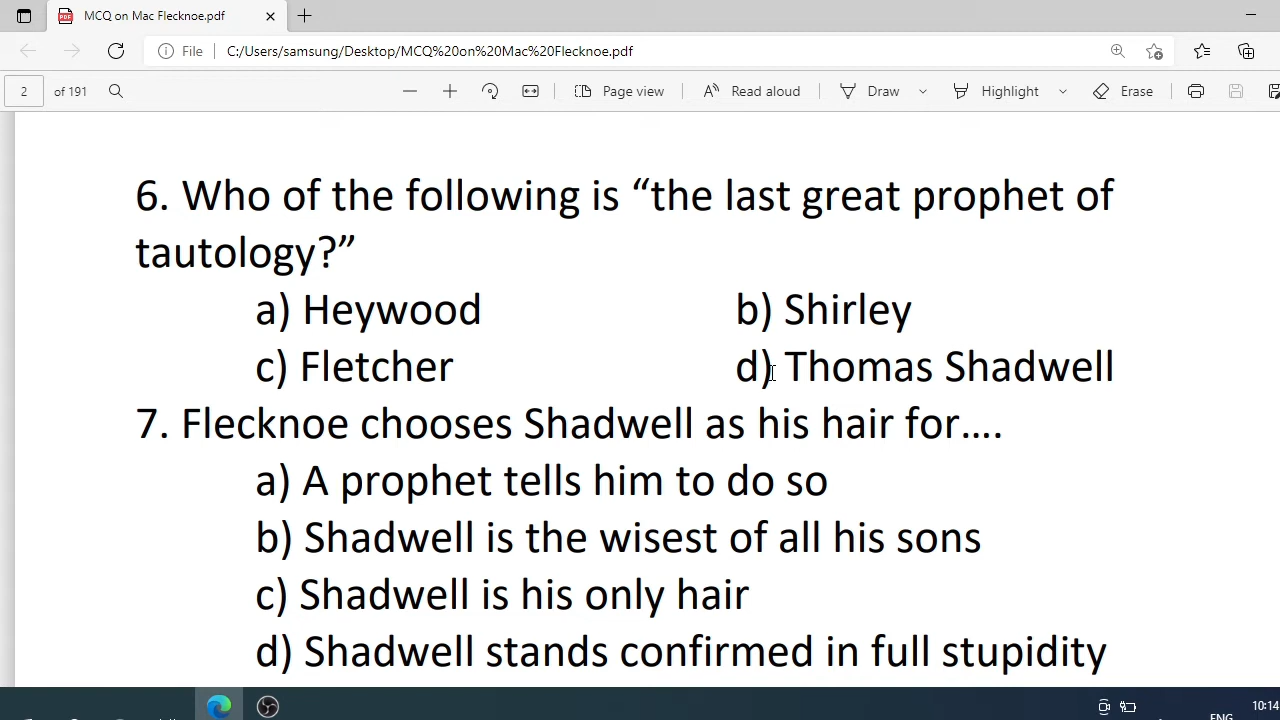 MCQ on Mac Flecknoe.pdf
File C:/Users/samsung/Desktop/MCQ%20on%20Mac%20Flecknoe.pdf
2 of 191 Page view Read aloud Draw Highlight Erase
6. Who of the following is “the last great prophet of
tautology?”
a) Heywood b) Shirley
c) Fletcher d) Thomas Shadwell
7. Flecknoe chooses Shadwell as his hair for….
a) A prophet tells him to do so
b) Shadwell is the wisest of all his sons
c) Shadwell is his only hair
d) Shadwell stands confirmed in full stupidity
10:14
ENG